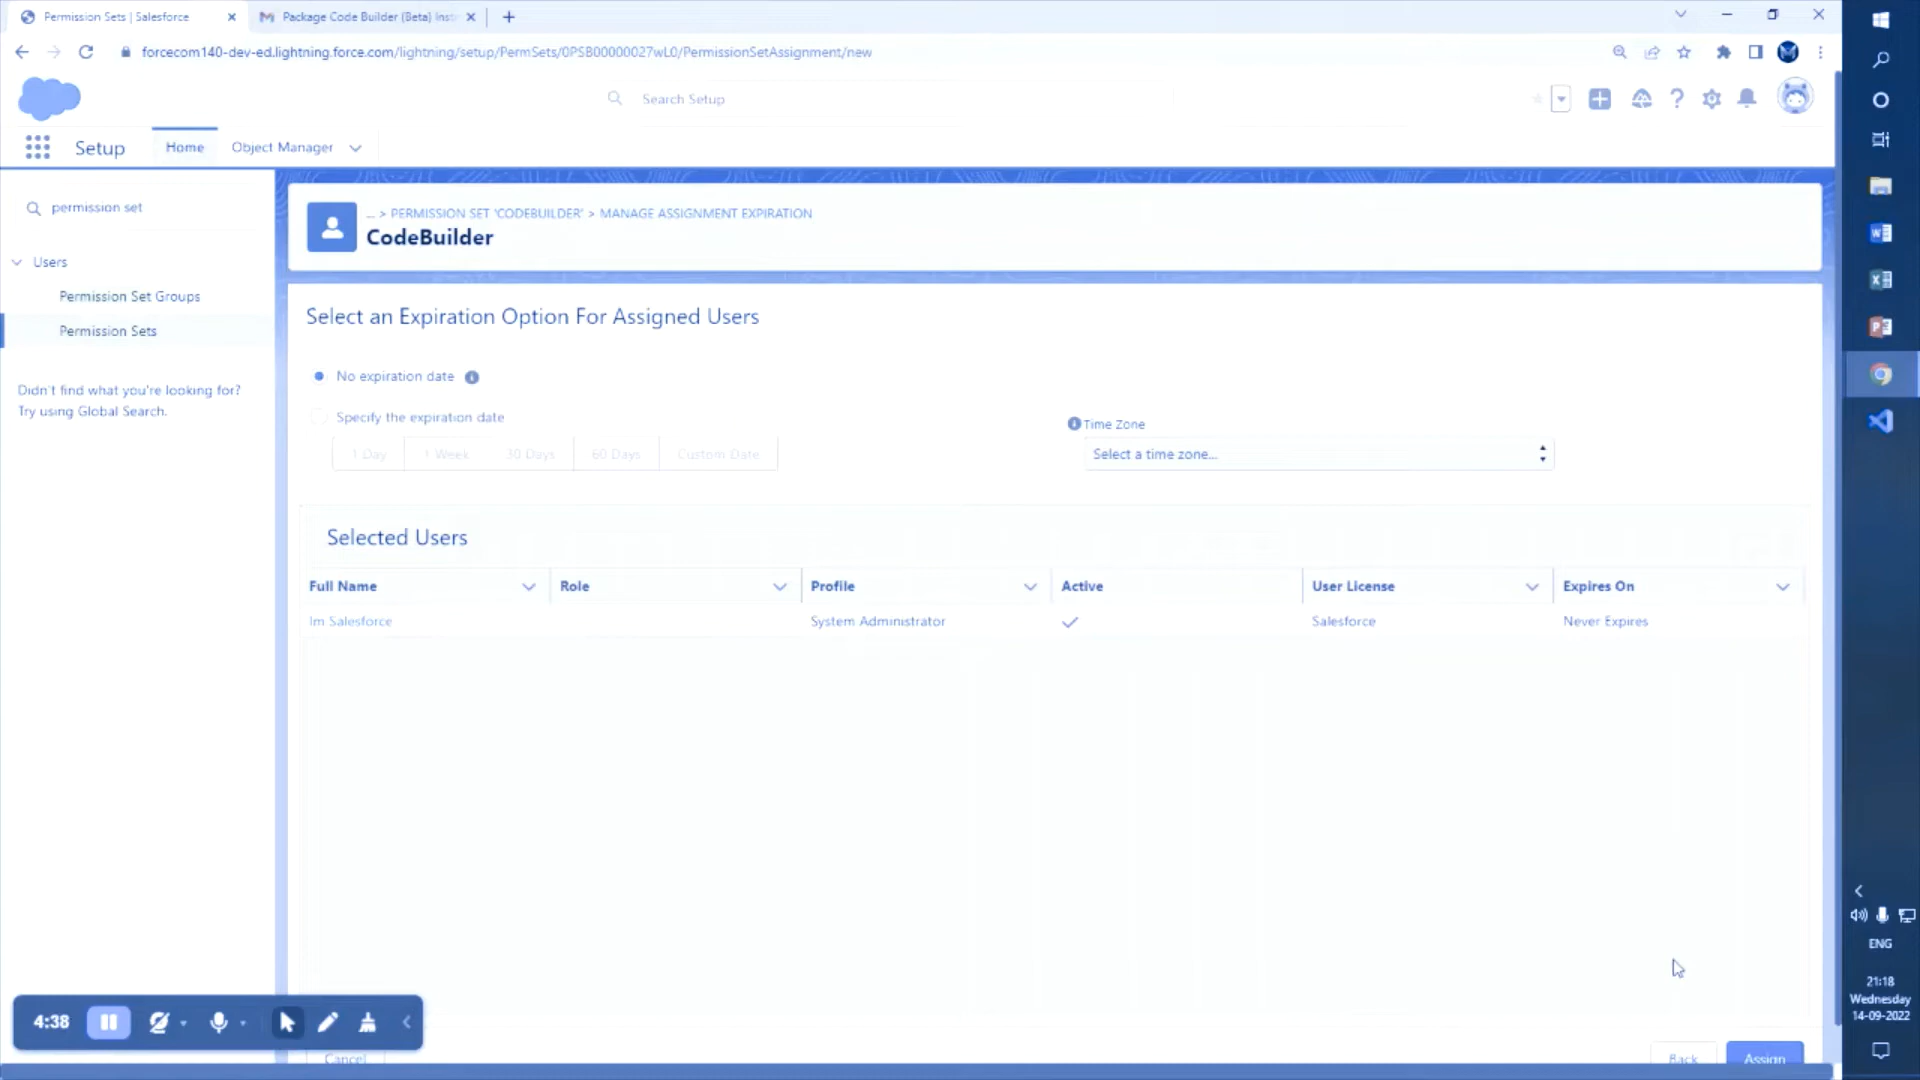 Permission Sets | Salesforce
Package Code Builder (Beta) Inst
forcecom140-dev-ed.lightning.force.com/lightning/setup/PermSets/0PSB00000027wL0/PermissionSetAssignment/new
Search Setup
Setup
Home
Object Manager
permission set
Users
Permission Set Groups
Permission Sets
Didn't find what you're looking for?
Try using Global Search.
... > PERMISSION SET 'CODEBUILDER' > MANAGE ASSIGNMENT EXPIRATION
CodeBuilder
Select an Expiration Option For Assigned Users
No expiration date
Specify the expiration date
1 Day 1 Week 30 Days 60 Days Custom Date
Time Zone
Select a time zone...
Selected Users
Full Name Role Profile Active User License Expires On
Im Salesforce System Administrator Salesforce Never Expires
Cancel
Back
Assign
4:38
ENG
21:18
Wednesday
14-09-2022